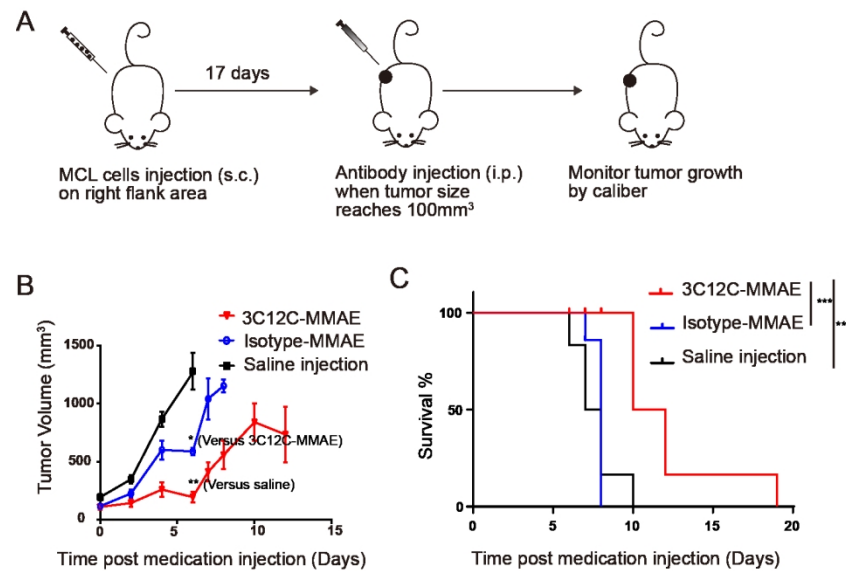 A
17 days
MCL cells injection (s.c.)
on right flank area
Antibody injection (i.p.)
when tumor size
reaches 100mm³
Monitor tumor growth
by caliber
B
3C12C-MMAE
Isotype-MMAE
Saline injection
1500
1000
500
0
Tumor Volume (mm³)
* (Versus 3C12C-MMAE)
** (Versus saline)
0
5
10
15
Time post medication injection (Days)
C
3C12C-MMAE
Isotype-MMAE
Saline injection
***
**
100
50
0
Survival %
0
5
10
15
20
Time post medication injection (Days)